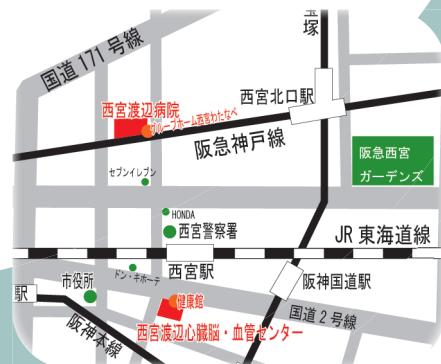 宝塚
国道 171 号線
西宮北口駅
西宮渡辺病院
グループホーム西宮わたなべ
阪急神戸線
阪急西宮
ガーデンズ
セブンイレブン
HONDA
西宮警察署
JR 東海道線
西宮駅
ドン・キホーテ
阪神国道駅
市役所
駅
健康館
国道 2 号線
阪神本線
西宮渡辺心臓脳・血管センター